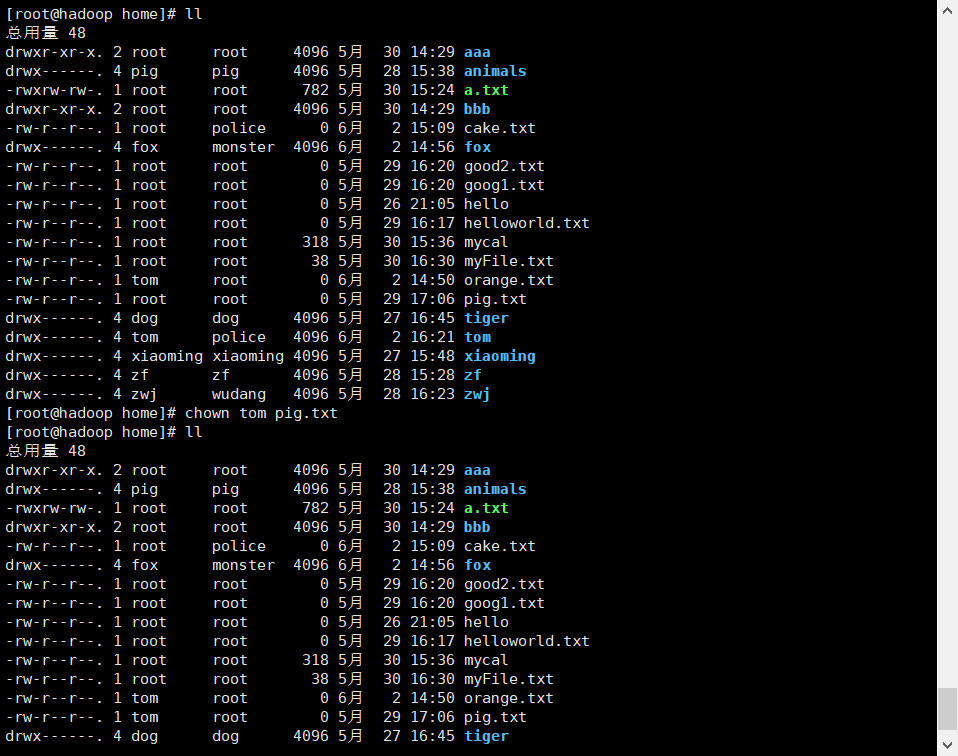 [root@hadoop home]# ll
总用量 48
drwxr-xr-x. 2 root     root     4096 5月  30 14:29 aaa
drwx------. 4 pig      pig      4096 5月  28 15:38 animals
-rwxrw-rw-. 1 root     root      782 5月  30 15:24 a.txt
drwxr-xr-x. 2 root     root     4096 5月  30 14:29 bbb
-rw-r--r--. 1 root     police      0 6月   2 15:09 cake.txt
drwx------. 4 fox      monster  4096 6月   2 14:56 fox
-rw-r--r--. 1 root     root        0 5月  29 16:20 good2.txt
-rw-r--r--. 1 root     root        0 5月  29 16:20 goog1.txt
-rw-r--r--. 1 root     root        0 5月  26 21:05 hello
-rw-r--r--. 1 root     root        0 5月  29 16:17 helloworld.txt
-rw-r--r--. 1 root     root      318 5月  30 15:36 mycal
-rw-r--r--. 1 root     root       38 5月  30 16:30 myFile.txt
-rw-r--r--. 1 tom      root        0 6月   2 14:50 orange.txt
-rw-r--r--. 1 root     root        0 5月  29 17:06 pig.txt
drwx------. 4 dog      dog      4096 5月  27 16:45 tiger
drwx------. 4 tom      police   4096 6月   2 16:21 tom
drwx------. 4 xiaoming xiaoming 4096 5月  27 15:48 xiaoming
drwx------. 4 zf       zf       4096 5月  28 15:28 zf
drwx------. 4 zwj      wudang   4096 5月  28 16:23 zwj
[root@hadoop home]# chown tom pig.txt
[root@hadoop home]# ll
总用量 48
drwxr-xr-x. 2 root     root     4096 5月  30 14:29 aaa
drwx------. 4 pig      pig      4096 5月  28 15:38 animals
-rwxrw-rw-. 1 root     root      782 5月  30 15:24 a.txt
drwxr-xr-x. 2 root     root     4096 5月  30 14:29 bbb
-rw-r--r--. 1 root     police      0 6月   2 15:09 cake.txt
drwx------. 4 fox      monster  4096 6月   2 14:56 fox
-rw-r--r--. 1 root     root        0 5月  29 16:20 good2.txt
-rw-r--r--. 1 root     root        0 5月  29 16:20 goog1.txt
-rw-r--r--. 1 root     root        0 5月  26 21:05 hello
-rw-r--r--. 1 root     root        0 5月  29 16:17 helloworld.txt
-rw-r--r--. 1 root     root      318 5月  30 15:36 mycal
-rw-r--r--. 1 root     root       38 5月  30 16:30 myFile.txt
-rw-r--r--. 1 tom      root        0 6月   2 14:50 orange.txt
-rw-r--r--. 1 tom      root        0 5月  29 17:06 pig.txt
drwx------. 4 dog      dog      4096 5月  27 16:45 tiger